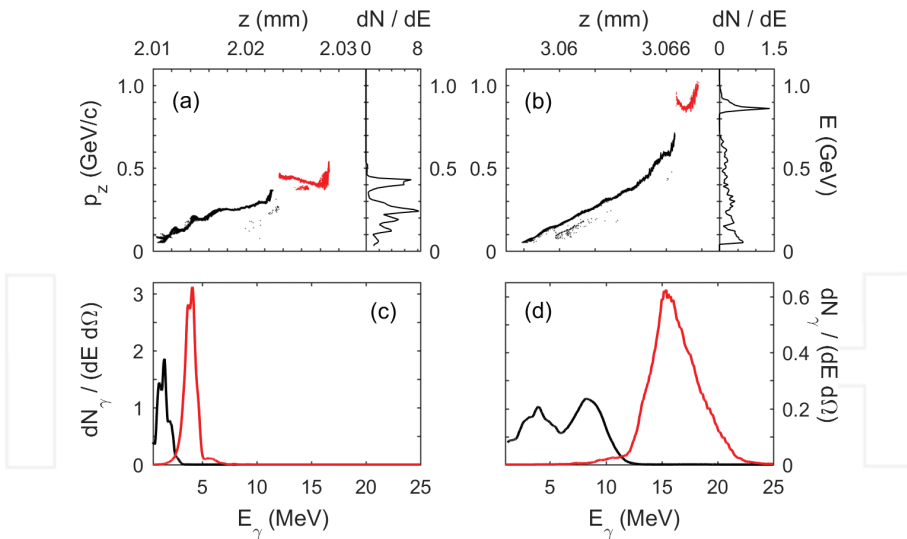 z (mm) dN / dE z (mm) dN / dE
2.01 2.02 2.03 0 8 3.06 3.066 0 1.5
1.0 (a) 1.0 1.0 (b) 1.0
p_z (GeV/c) 0.5 0.5 0.5 0.5 E (GeV)
0 0 0 0
3 (c) (d) 0.6
dN_γ / (dE dΩ) 2 0.4 dN_γ / (dE dΩ)
1 0.2
0 0
5 10 15 20 25 5 10 15 20 25
E_γ (MeV) E_γ (MeV)